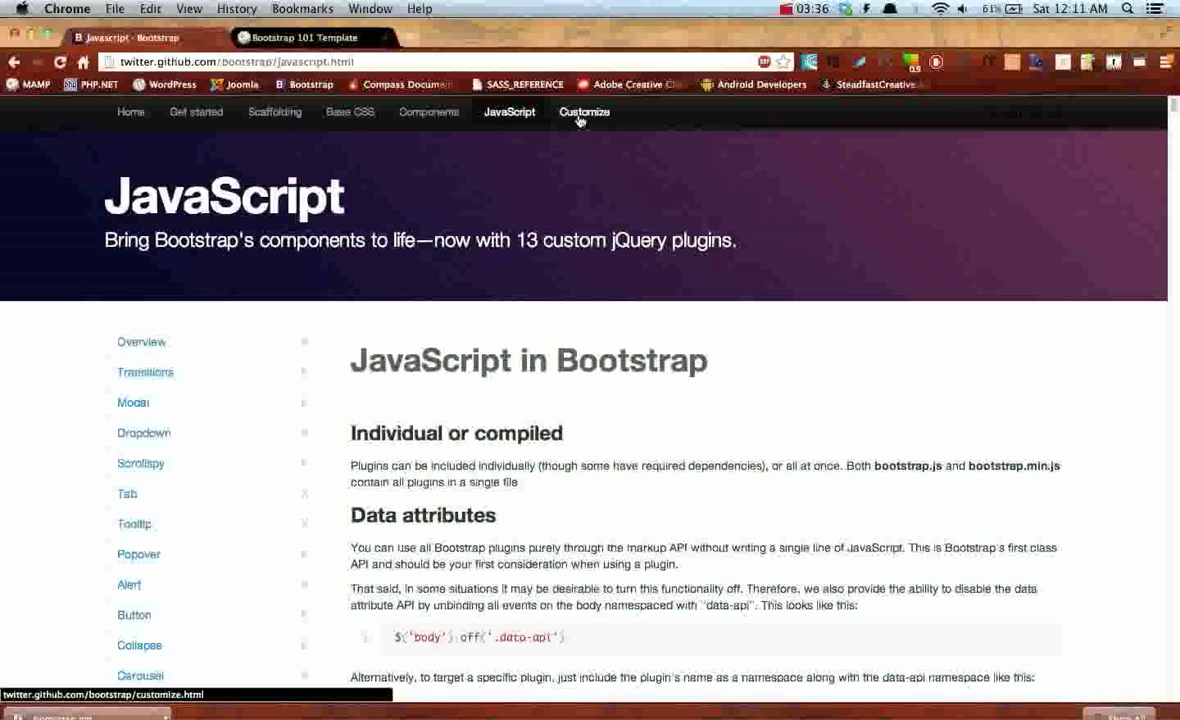 Chrome File Edit View History Bookmarks Window Help 03:36 61% Sat 12:11 AM
Javascript · Bootstrap Bootstrap 101 Template
twitter.github.com/bootstrap/javascript.html
MAMP PHP.NET WordPress Joomla Bootstrap Compass Docume SASS_REFERENCE Adobe Creative Cl Android Developers SteadfastCreative
Home Get started Scaffolding Base CSS Components JavaScript Customize
JavaScript
Bring Bootstrap's components to life—now with 13 custom jQuery plugins.
Overview
Transitions
Modal
Dropdown
Scrollspy
Tab
Tooltip
Popover
Alert
Button
Collapse
Carousel
JavaScript in Bootstrap
Individual or compiled
Plugins can be included individually (though some have required dependencies), or all at once. Both bootstrap.js and bootstrap.min.js
contain all plugins in a single file
Data attributes
You can use all Bootstrap plugins purely through the markup API without writing a single line of JavaScript. This is Bootstrap's first class
API and should be your first consideration when using a plugin.
That said, in some situations it may be desirable to turn this functionality off. Therefore, we also provide the ability to disable the data
attribute API by unbinding all events on the body namespaced with `'data-api'`. This looks like this:
$('body').off('.data-api')
Alternatively, to target a specific plugin, just include the plugin's name as a namespace along with the data-api namespace like this:
twitter.github.com/bootstrap/customize.html